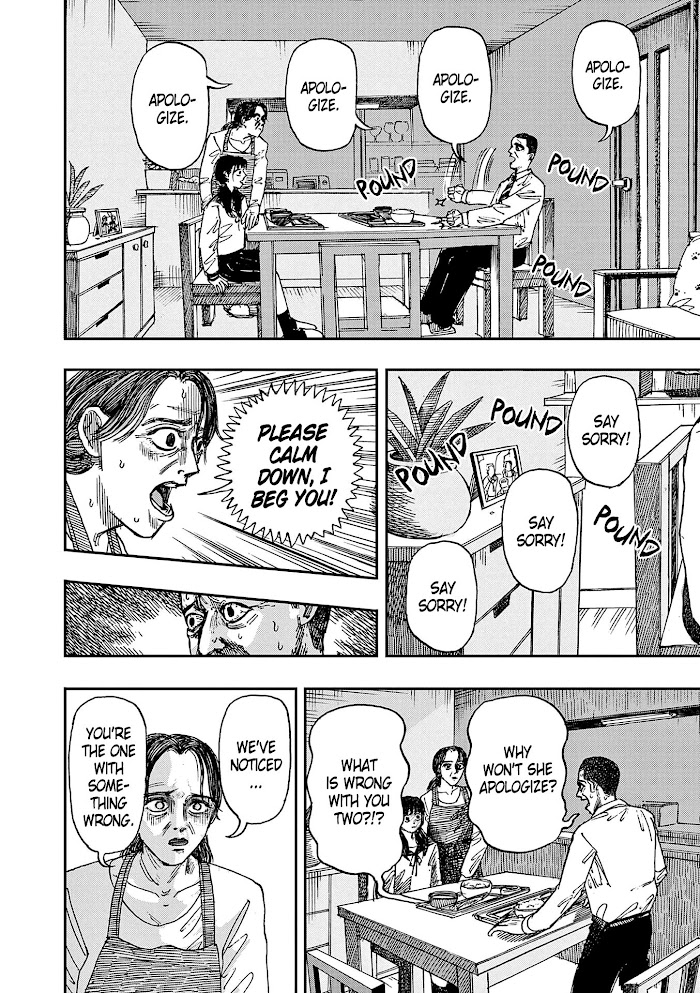 APOLO-
GIZE.
APOLO-
GIZE.
APOLO-
GIZE.
APOLO-
GIZE.
POUND
POUND
POUND
SAY
SORRY!
POUND
POUND
SAY
SORRY!
POUND
SAY
SORRY!
PLEASE
CALM
DOWN, I
BEG YOU!
WHY
WON'T SHE
APOLOGIZE?
WHAT
IS WRONG
WITH YOU
TWO?!?
WE'VE
NOTICED
...
YOU'RE
THE ONE
WITH
SOME-
THING
WRONG.